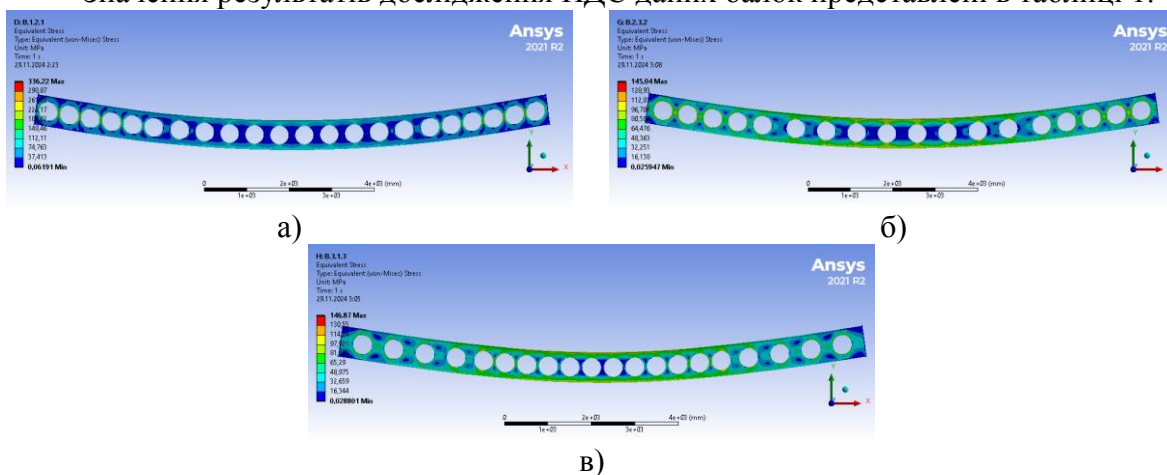 Значення результатів дослідження НДС даних балок представлені в таблиці 1.
D: B.1.2.1
Equivalent Stress
Type: Equivalent (von-Mises) Stress
Unit: MPa
Time: 1 s
29.11.2024 2:23
336,22 Max
298,87
149,46
112,11
74,763
37,413
0,06191 Min
Ansys
2021 R2
Y
X
0
2e+03
4e+03 (mm)
1e+03
3e+03
а)
G: B.2.3.2
Equivalent Stress
Type: Equivalent (von-Mises) Stress
Unit: MPa
Time: 1 s
29.11.2024 3:08
145,04 Max
128,93
64,476
48,363
32,251
16,138
0,025947 Min
Ansys
2021 R2
Y
X
0
2e+03
4e+03 (mm)
1e+03
3e+03
б)
H: B.3.1.3
Equivalent Stress
Type: Equivalent (von-Mises) Stress
Unit: MPa
Time: 1 s
29.11.2024 3:05
146,87 Max
130,55
65,29
48,975
32,659
16,344
0,028801 Min
Ansys
2021 R2
Y
X
0
2e+03
4e+03 (mm)
1e+03
3e+03
в)